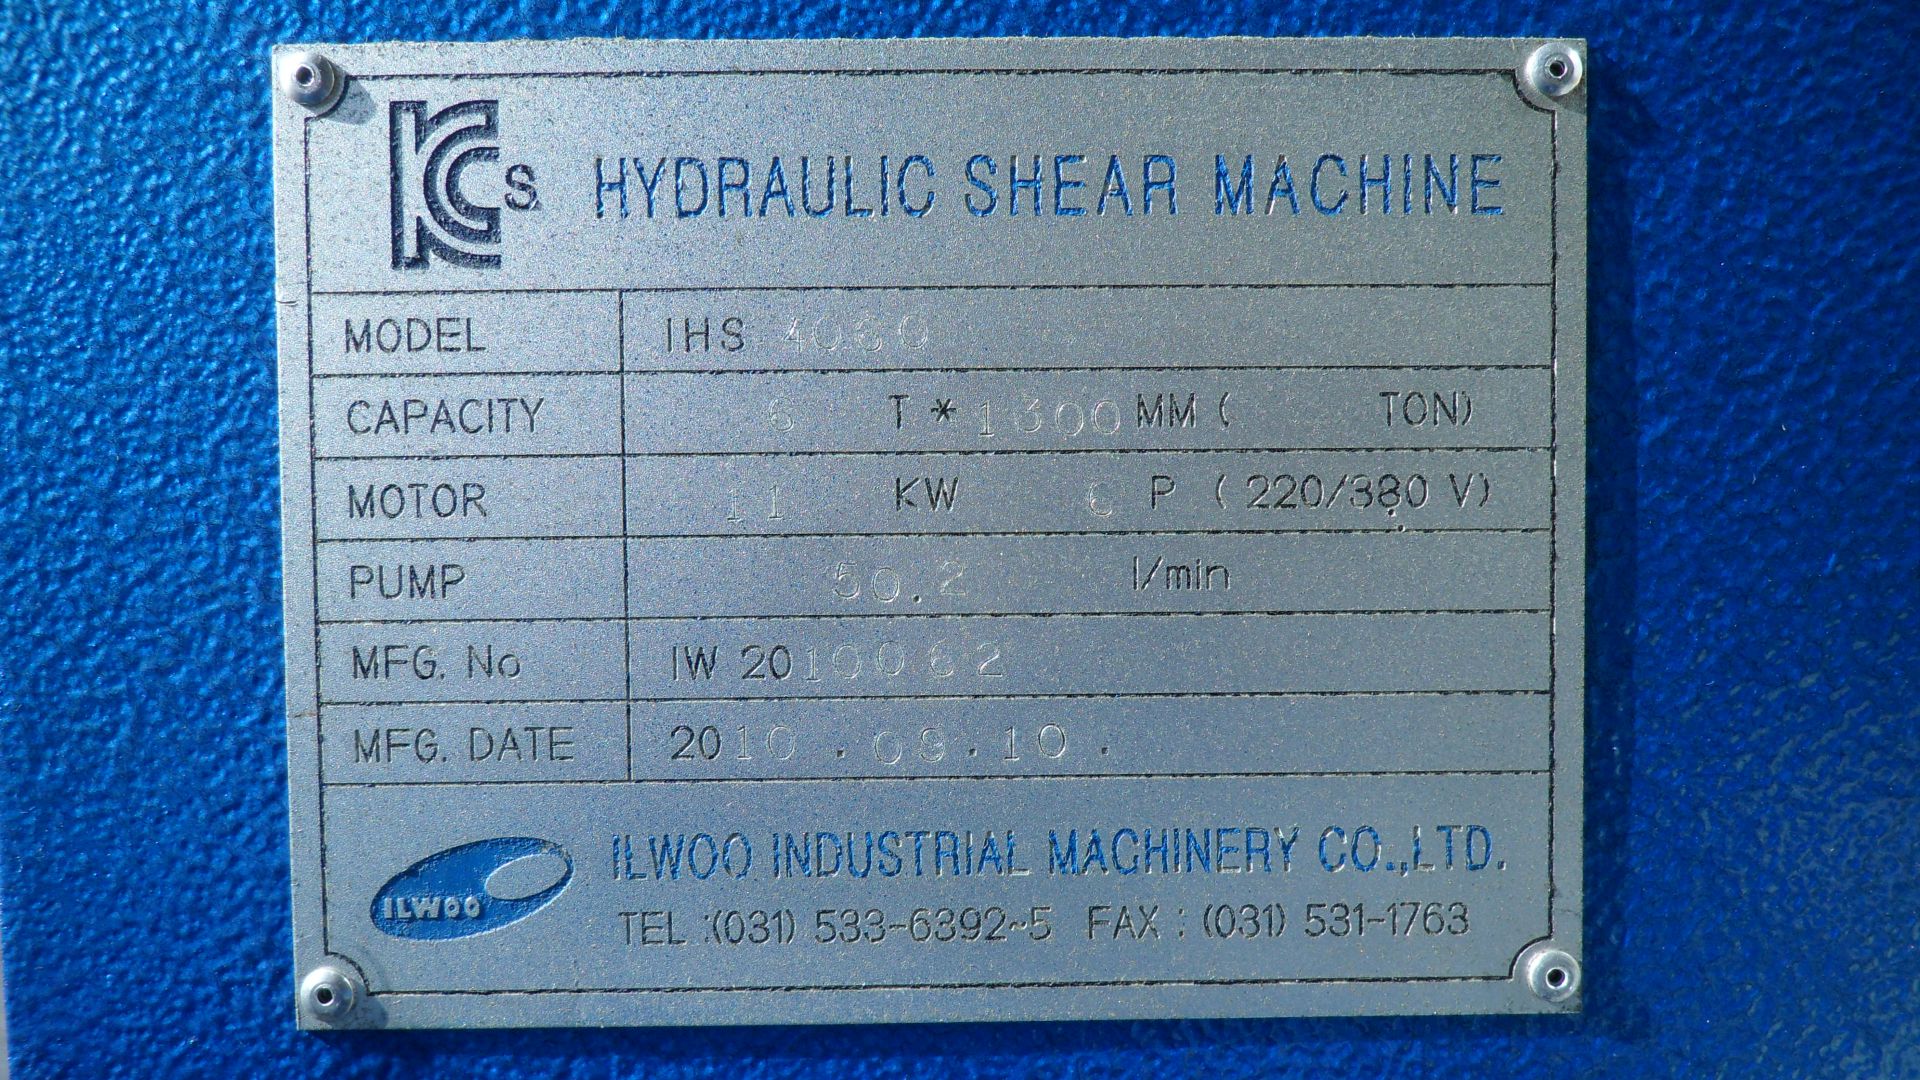 KCs HYDRAULIC SHEAR MACHINE
MODEL IHS
CAPACITY 6 T * 1300 MM ( TON)
MOTOR 11 KW 6 P ( 220/380 V)
PUMP 50.2 l/min
MFG. No IW 2010062
MFG. DATE 2010 . 09 . 10 .
ILWOO
ILWOO INDUSTRIAL MACHINERY CO.,LTD.
TEL :(031) 533-6392~5 FAX : (031) 531-1763